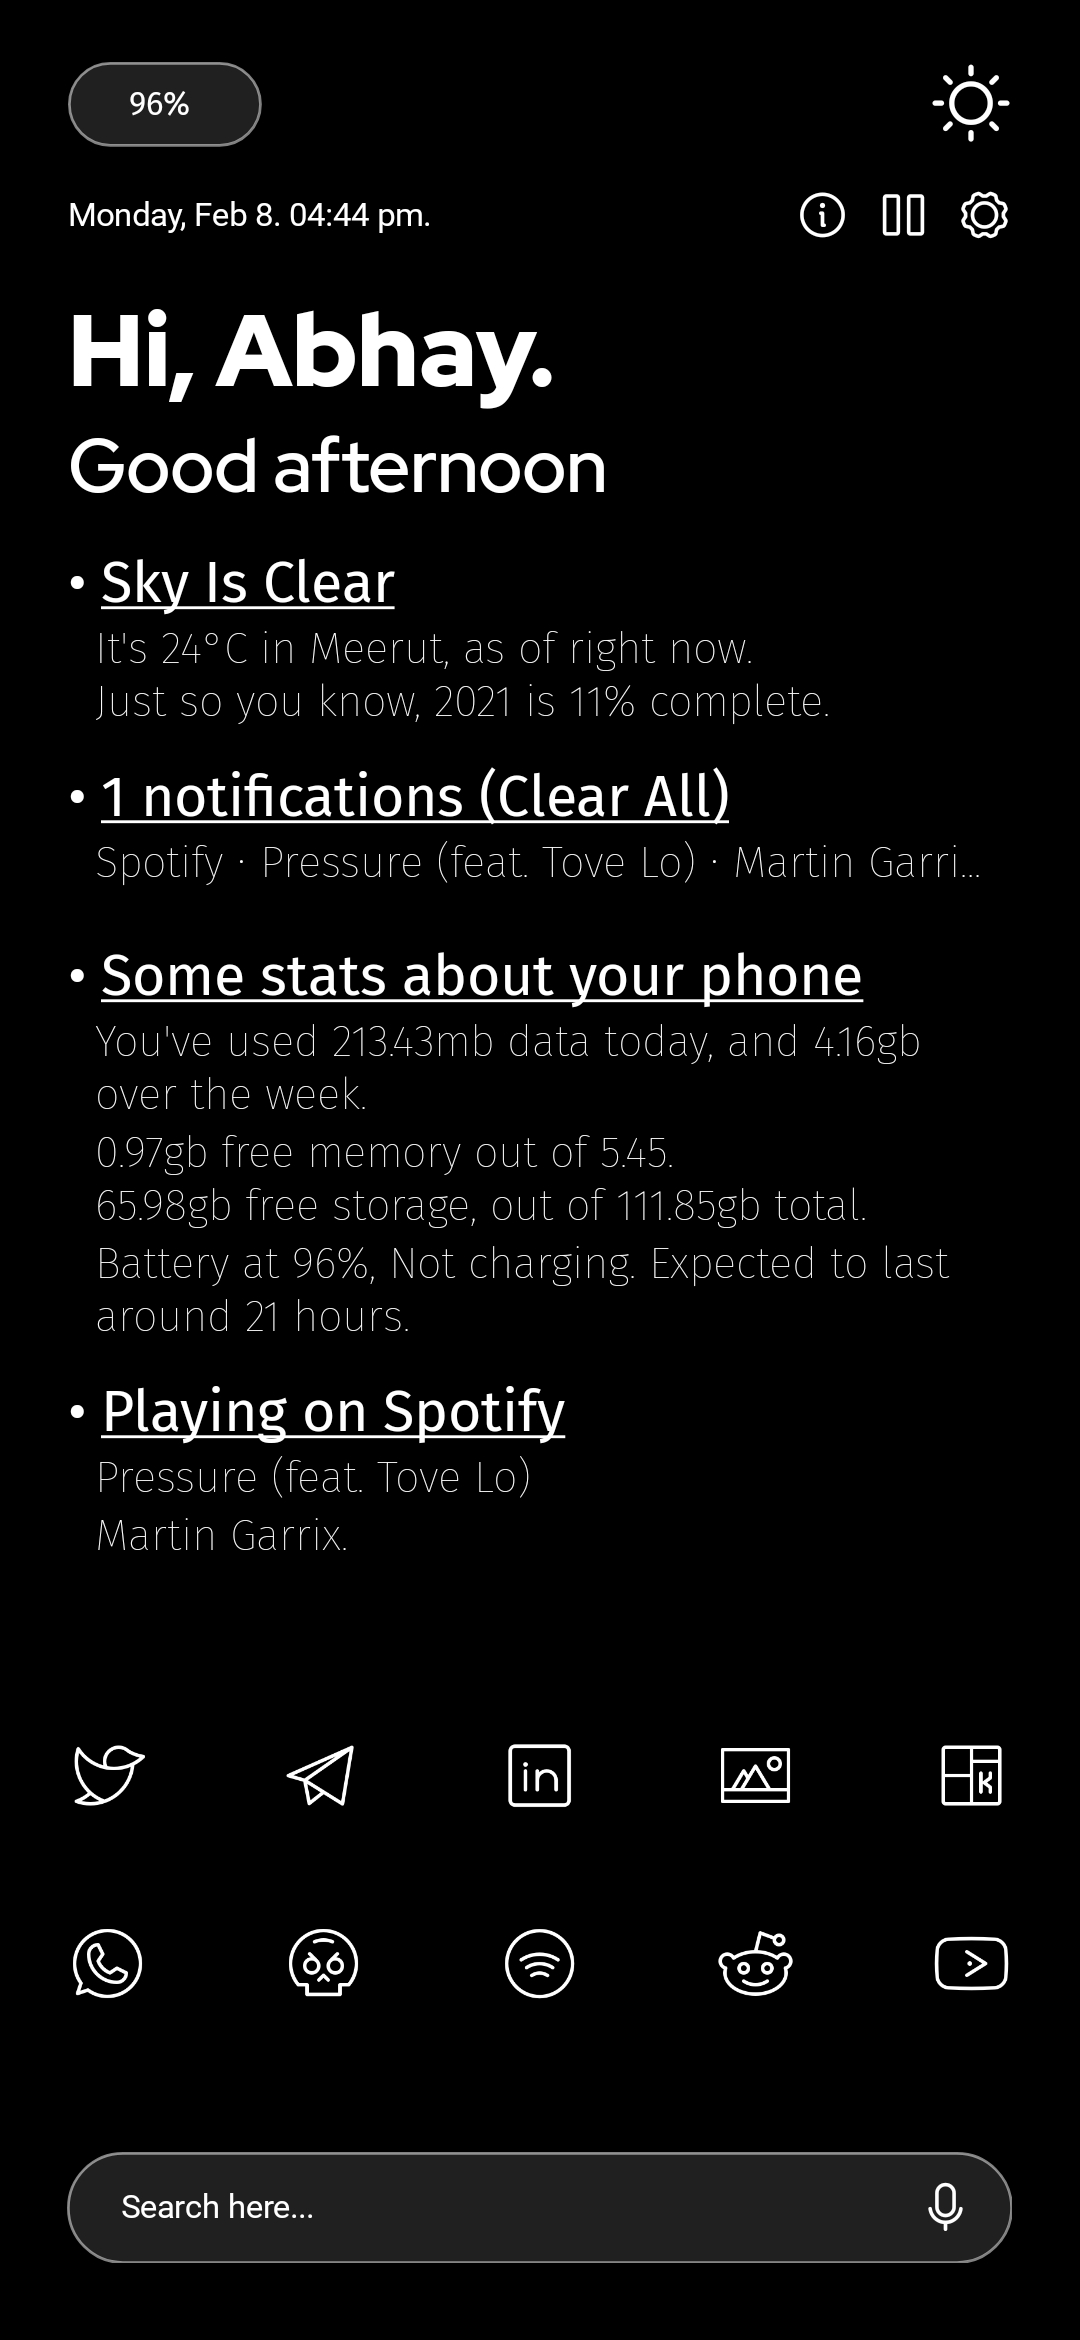 96%
Monday, Feb 8. 04:44 pm.
Hi, Abhay.
Good afternoon
• Sky Is Clear
It's 24°C in Meerut, as of right now.
Just so you know, 2021 is 11% complete.
• 1 notifications (Clear All)
Spotify · Pressure (feat. Tove Lo) · Martin Garri...
• Some stats about your phone
You've used 213.43mb data today, and 4.16gb
over the week.
0.97gb free memory out of 5.45.
65.98gb free storage, out of 111.85gb total.
Battery at 96%, Not charging. Expected to last
around 21 hours.
• Playing on Spotify
Pressure (feat. Tove Lo)
Martin Garrix.
in
K
Search here...